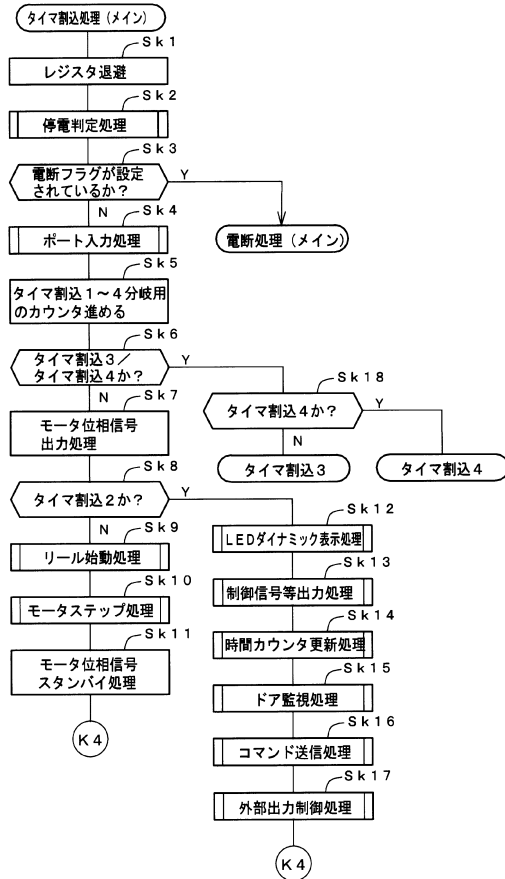 タイマ割込処理（メイン）
Ｓｋ１
レジスタ退避
Ｓｋ２
停電判定処理
Ｓｋ３
電断フラグが設定
されているか？
Ｙ
Ｎ
電断処理（メイン）
Ｓｋ４
ポート入力処理
Ｓｋ５
タイマ割込１～４分岐用
のカウンタ進める
Ｓｋ６
タイマ割込３／
タイマ割込４か？
Ｙ
Ｎ
Ｓｋ１８
タイマ割込４か？
Ｙ
Ｎ
タイマ割込３
タイマ割込４
Ｓｋ７
モータ位相信号
出力処理
Ｓｋ８
タイマ割込２か？
Ｙ
Ｎ
Ｓｋ９
リール始動処理
Ｓｋ１０
モータステップ処理
Ｓｋ１１
モータ位相信号
スタンバイ処理
Ｋ４
Ｓｋ１２
ＬＥＤダイナミック表示処理
Ｓｋ１３
制御信号等出力処理
Ｓｋ１４
時間カウンタ更新処理
Ｓｋ１５
ドア監視処理
Ｓｋ１６
コマンド送信処理
Ｓｋ１７
外部出力制御処理
Ｋ４